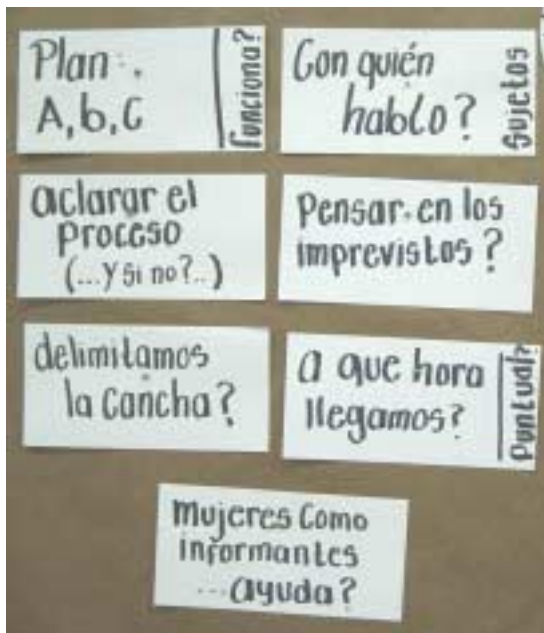 Plan:.
A,b,C
funciona?
Con quién
hablo?
Sujetos
aclarar el
proceso
(...y si no?..)
Pensar. en los
imprevistos?
delimitamos
la Cancha?
a que hora
llegamos?
Puntual?
Mujeres Como
informantes
...ayuda?